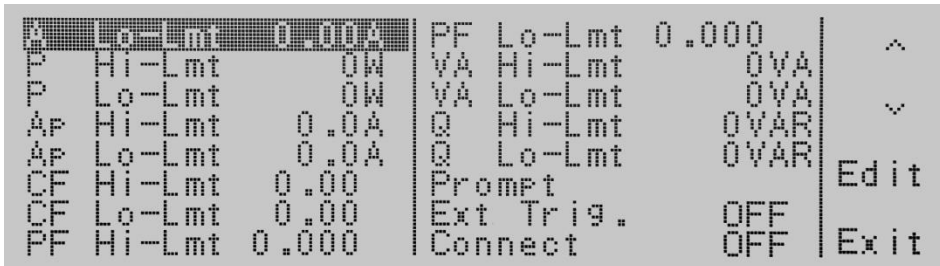 A Lo-Lmt 0.00A
P Hi-Lmt 0W
P Lo-Lmt 0W
Ap Hi-Lmt 0.0A
Ap Lo-Lmt 0.0A
CF Hi-Lmt 0.00
CF Lo-Lmt 0.00
PF Hi-Lmt 0.000
PF Lo-Lmt 0.000
VA Hi-Lmt 0VA
VA Lo-Lmt 0VA
Q Hi-Lmt 0VAR
Q Lo-Lmt 0VAR
Prompt
Ext Trig. OFF
Connect OFF
^
⌄
Edit
Exit